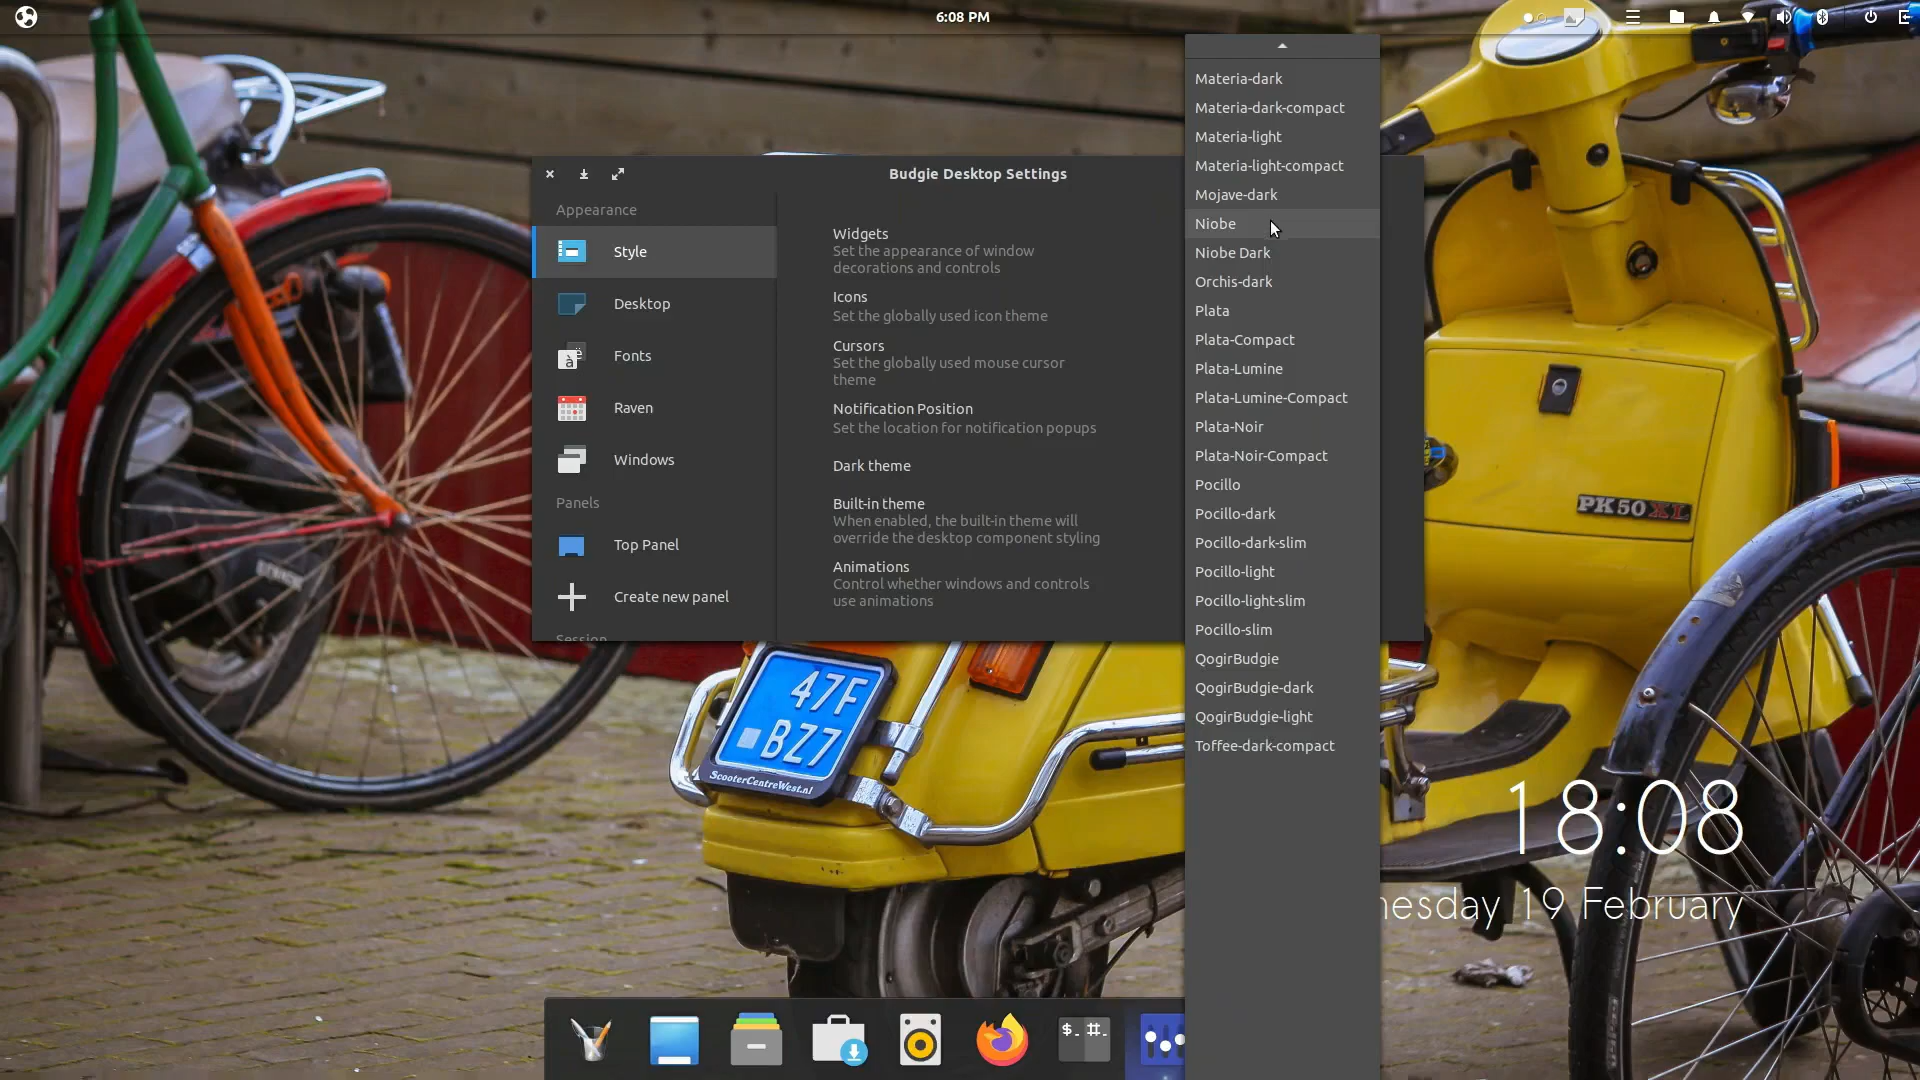 6:08 PM
Budgie Desktop Settings
Appearance
Style
Desktop
Fonts
Raven
Windows
Panels
Top Panel
Create new panel
Session
Widgets
Set the appearance of window
decorations and controls
Icons
Set the globally used icon theme
Cursors
Set the globally used mouse cursor
theme
Notification Position
Set the location for notification popups
Dark theme
Built-in theme
When enabled, the built-in theme will
override the desktop component styling
Animations
Control whether windows and controls
use animations
Materia-dark
Materia-dark-compact
Materia-light
Materia-light-compact
Mojave-dark
Niobe
Niobe Dark
Orchis-dark
Plata
Plata-Compact
Plata-Lumine
Plata-Lumine-Compact
Plata-Noir
Plata-Noir-Compact
Pocillo
Pocillo-dark
Pocillo-dark-slim
Pocillo-light
Pocillo-light-slim
Pocillo-slim
QogirBudgie
QogirBudgie-dark
QogirBudgie-light
Toffee-dark-compact
PK50XL
47F
BZ7
ScooterCentreWest.nl
18:08
nesday 19 February
$- #-